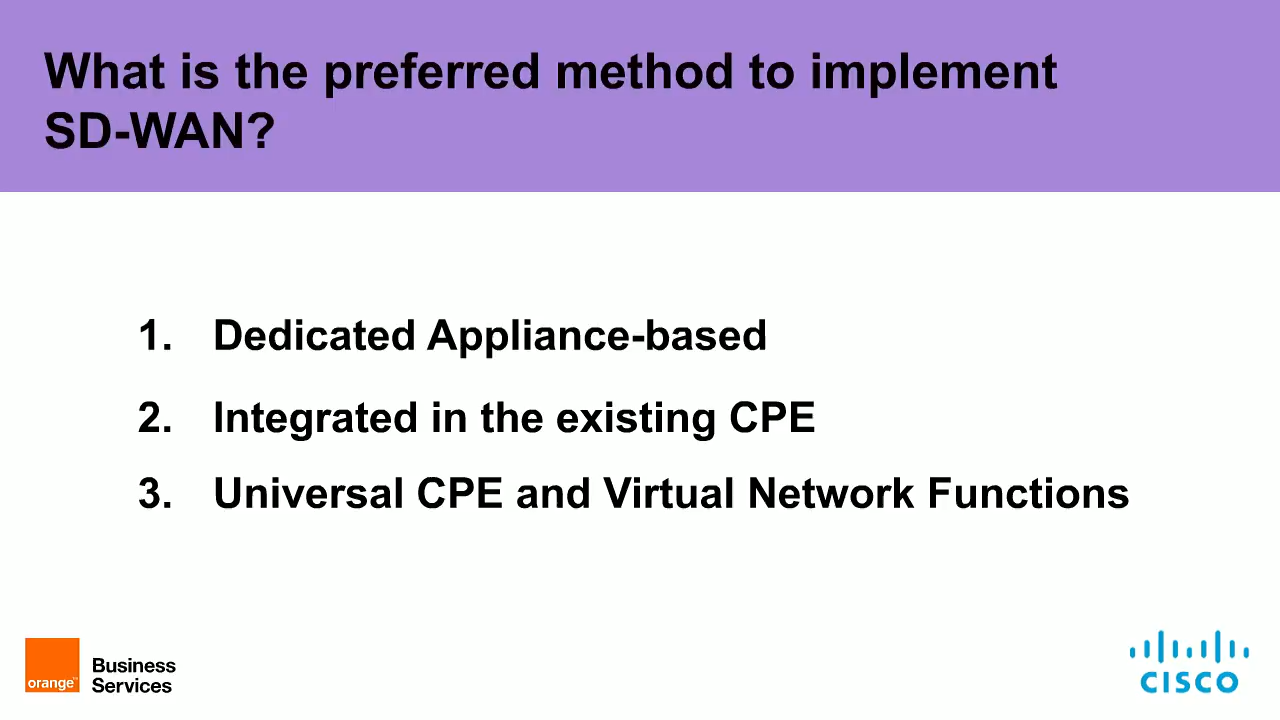 What is the preferred method to implement
SD-WAN?
1. Dedicated Appliance-based
2. Integrated in the existing CPE
3. Universal CPE and Virtual Network Functions
orange™
Business
Services
CISCO